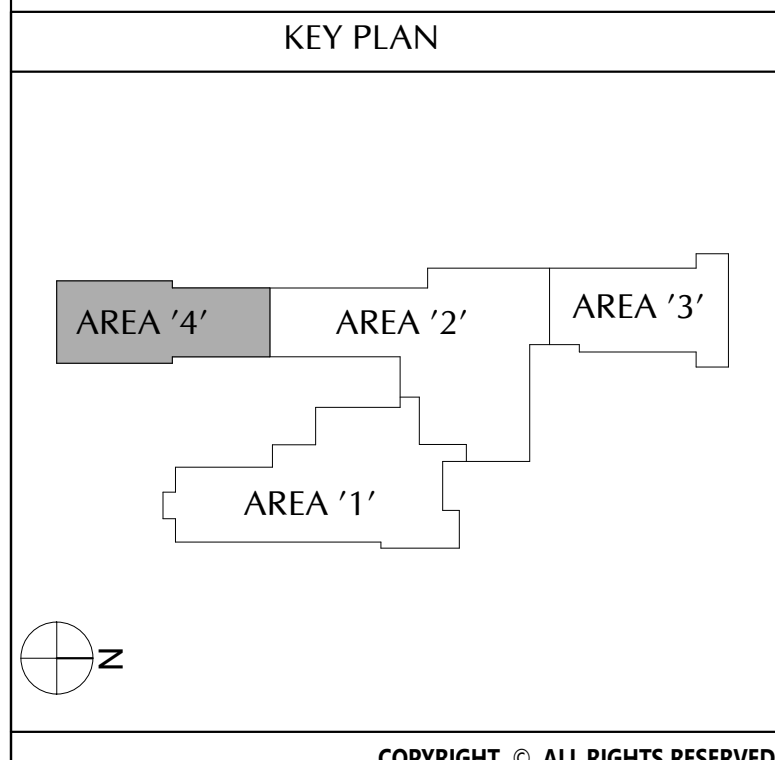 KEY PLAN
AREA '3'
AREA '4'
AREA '2'
AREA '1'
N
COPYRIGHT © ALL RIGHTS RESERVED